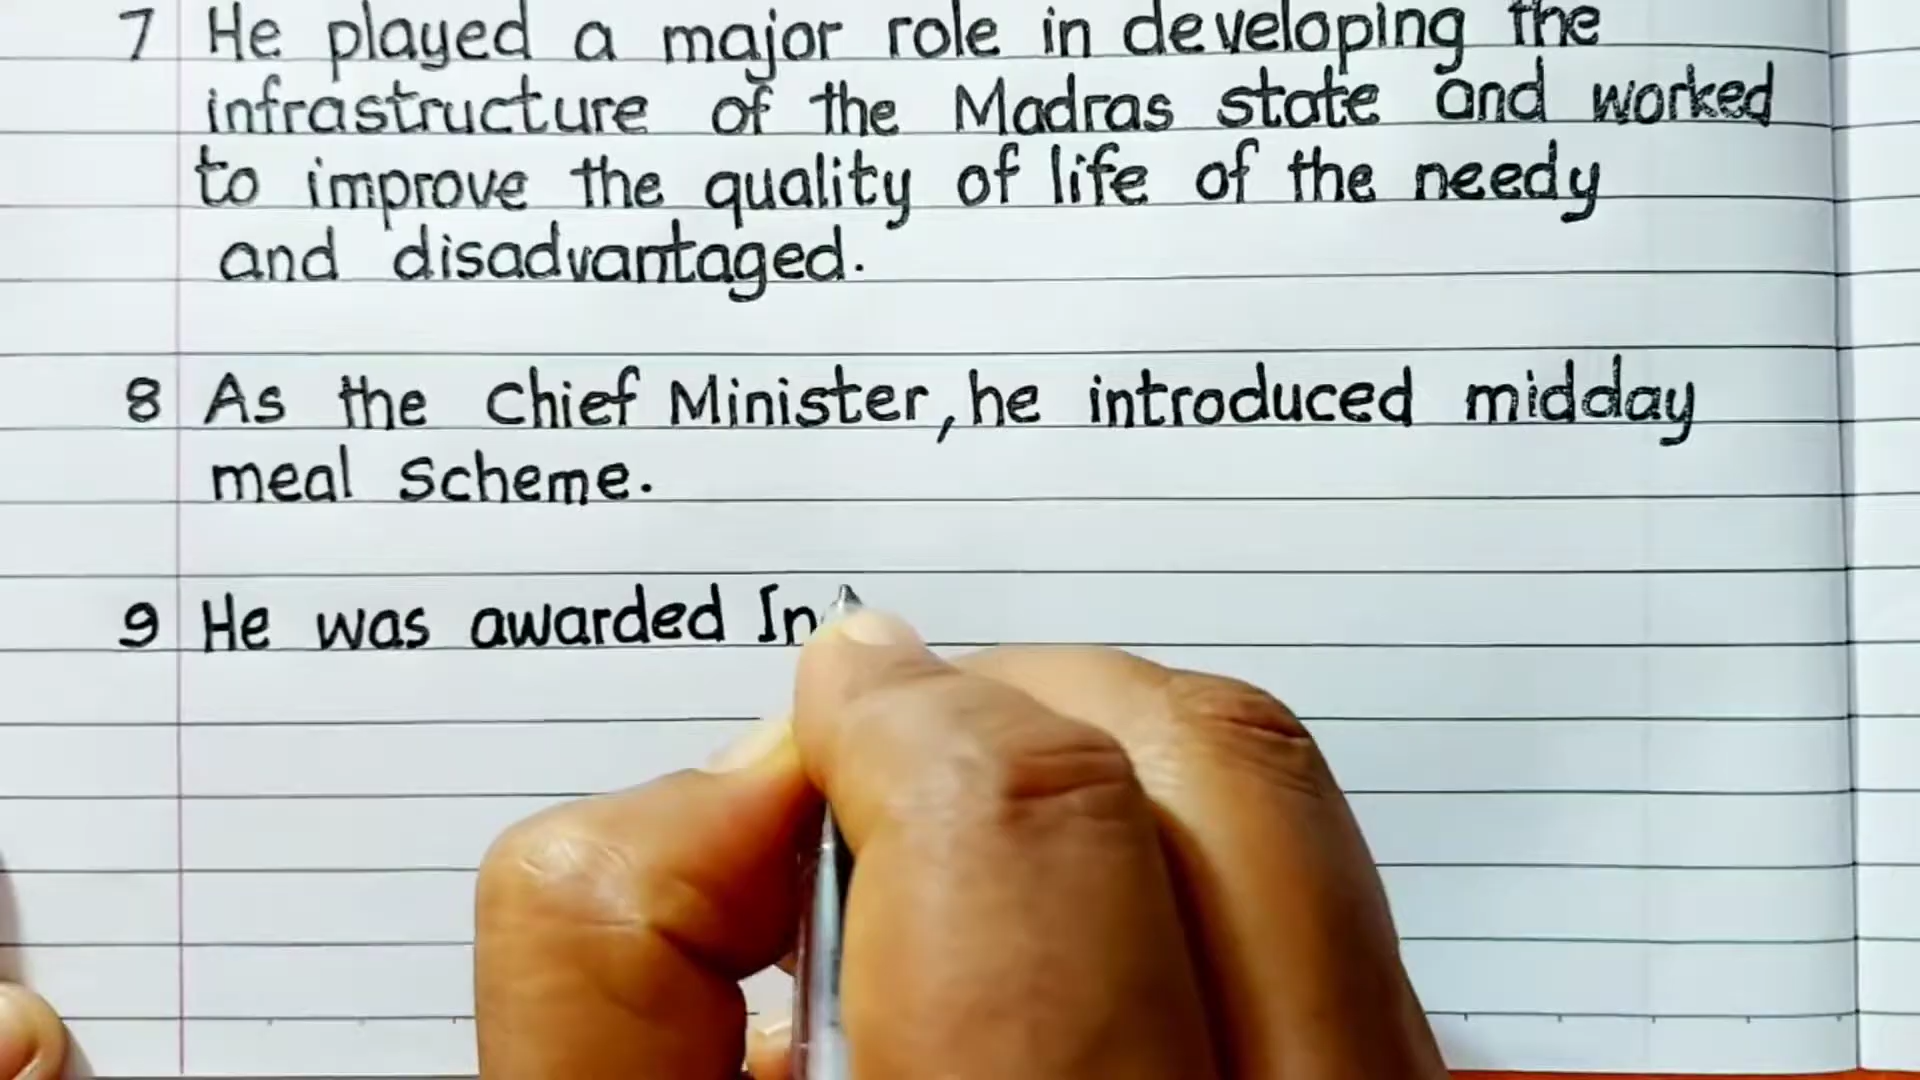 7 He played a major role in developing the
infrastructure of the Madras state and worked
to improve the quality of life of the needy
and disadvantaged.
8 As the Chief Minister, he introduced midday
meal scheme.
9 He was awarded In